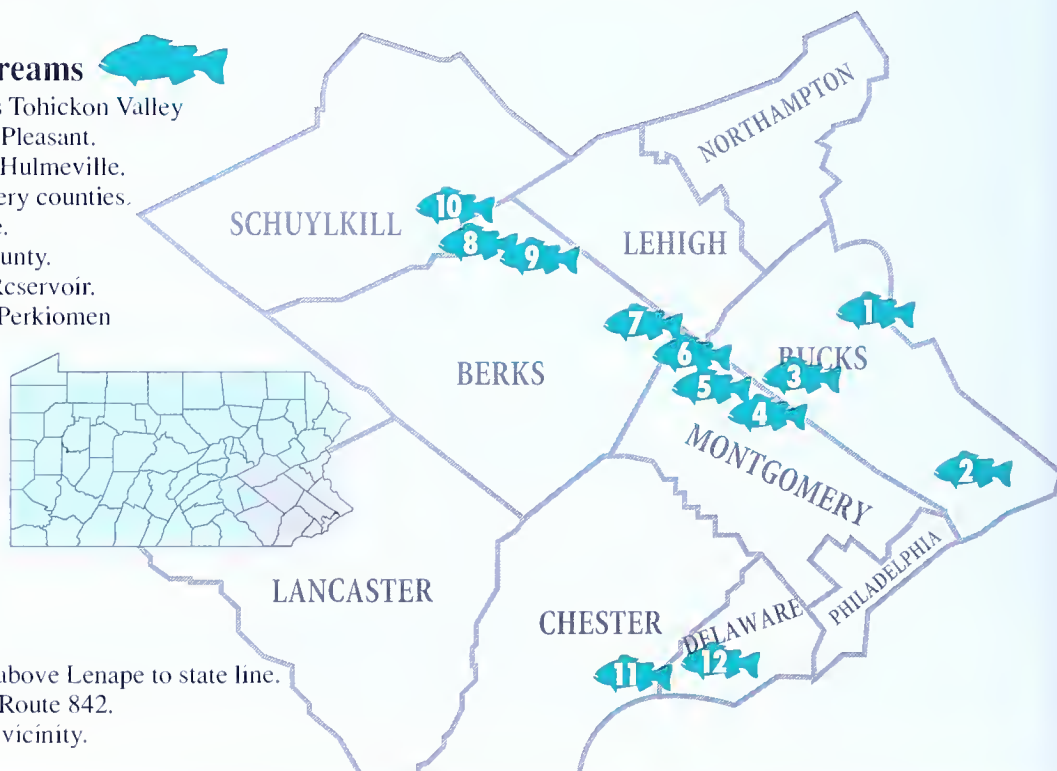 reams
s Tohickon Valley
Pleasant.
Hulmeville.
ery counties.
e.
ounty.
Reservoir.
Perkiomen
above Lenape to state line.
Route 842.
vicinity.
NORTHAMPTON
SCHUYLKILL
LEHIGH
BERKS
BUCKS
MONTGOMERY
PHILADELPHIA
LANCASTER
CHESTER
DELAWARE
10
8
9
7
6
5
4
3
1
2
11
12